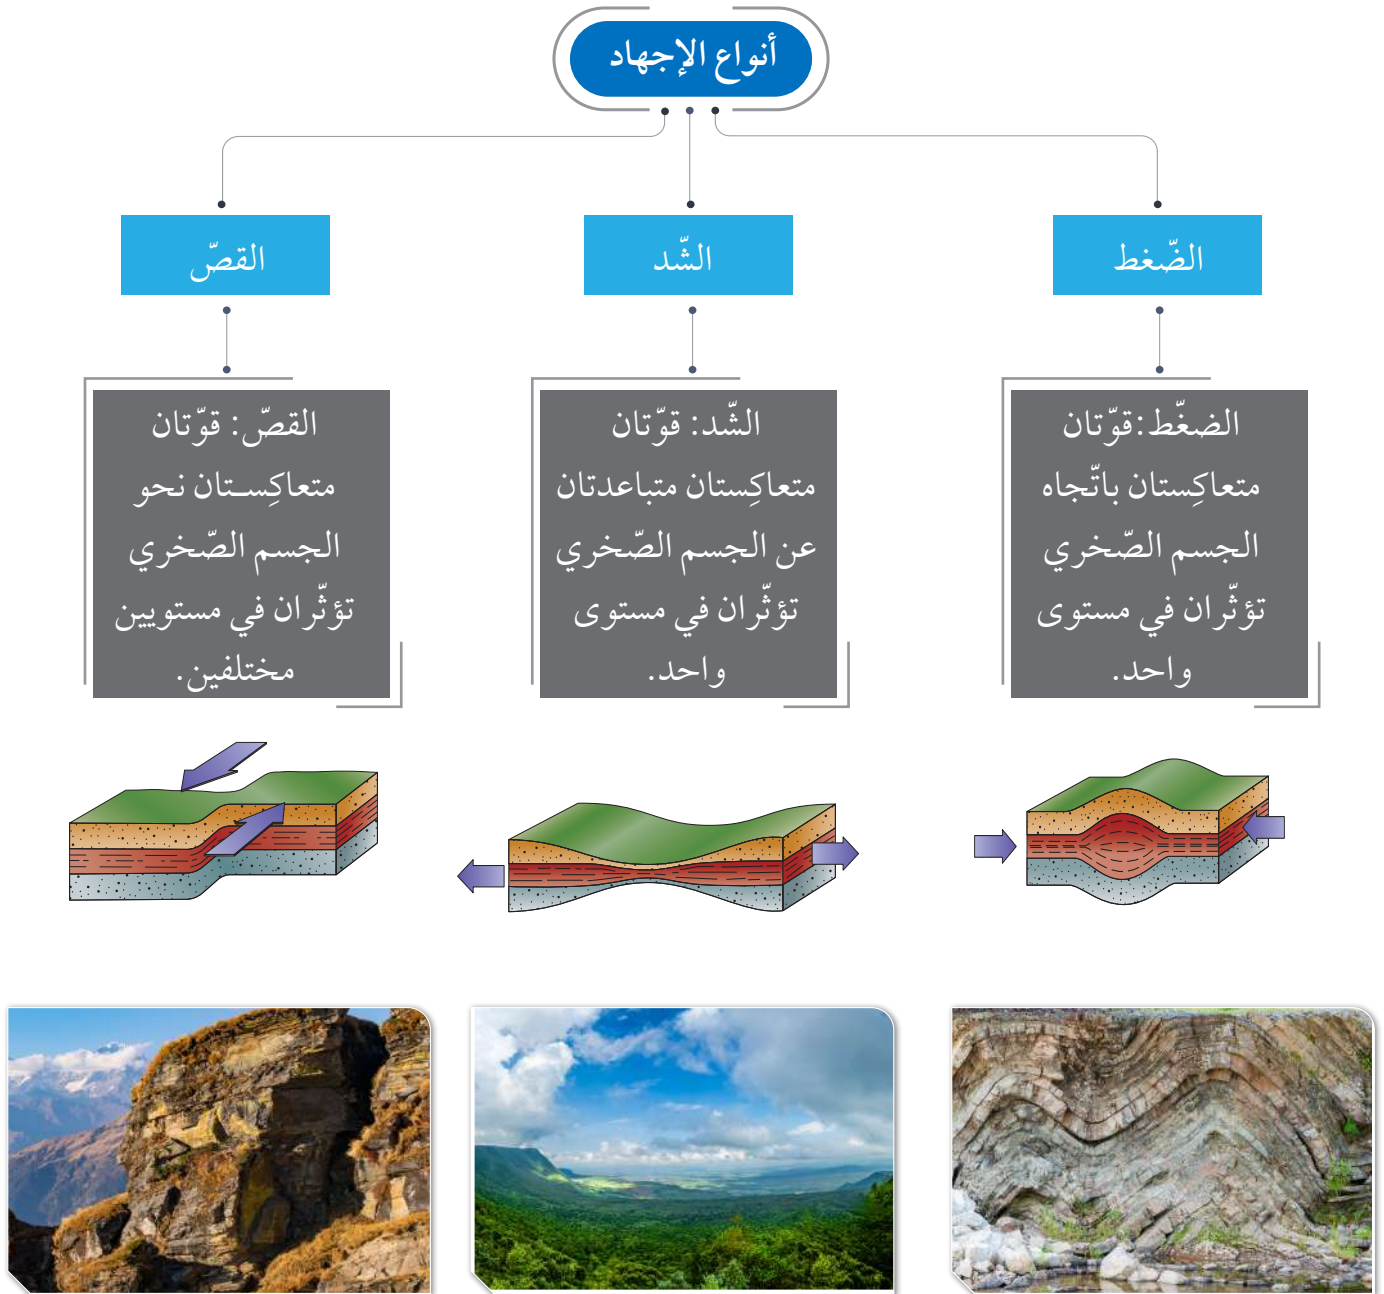 أنواع الإجهاد
الضّغط
الشّد
القصّ
الضغّط:قوّتان
متعاكِستان باتّجاه
الجسم الصّخري
تؤثّران في مستوى
واحد.
الشّد: قوّتان
متعاكِستان متباعدتان
عن الجسم الصّخري
تؤثّران في مستوى
واحد.
القصّ: قوّتان
متعاكِســتان نحو
الجسم الصّخري
تؤثّران في مستويين
مختلفين.